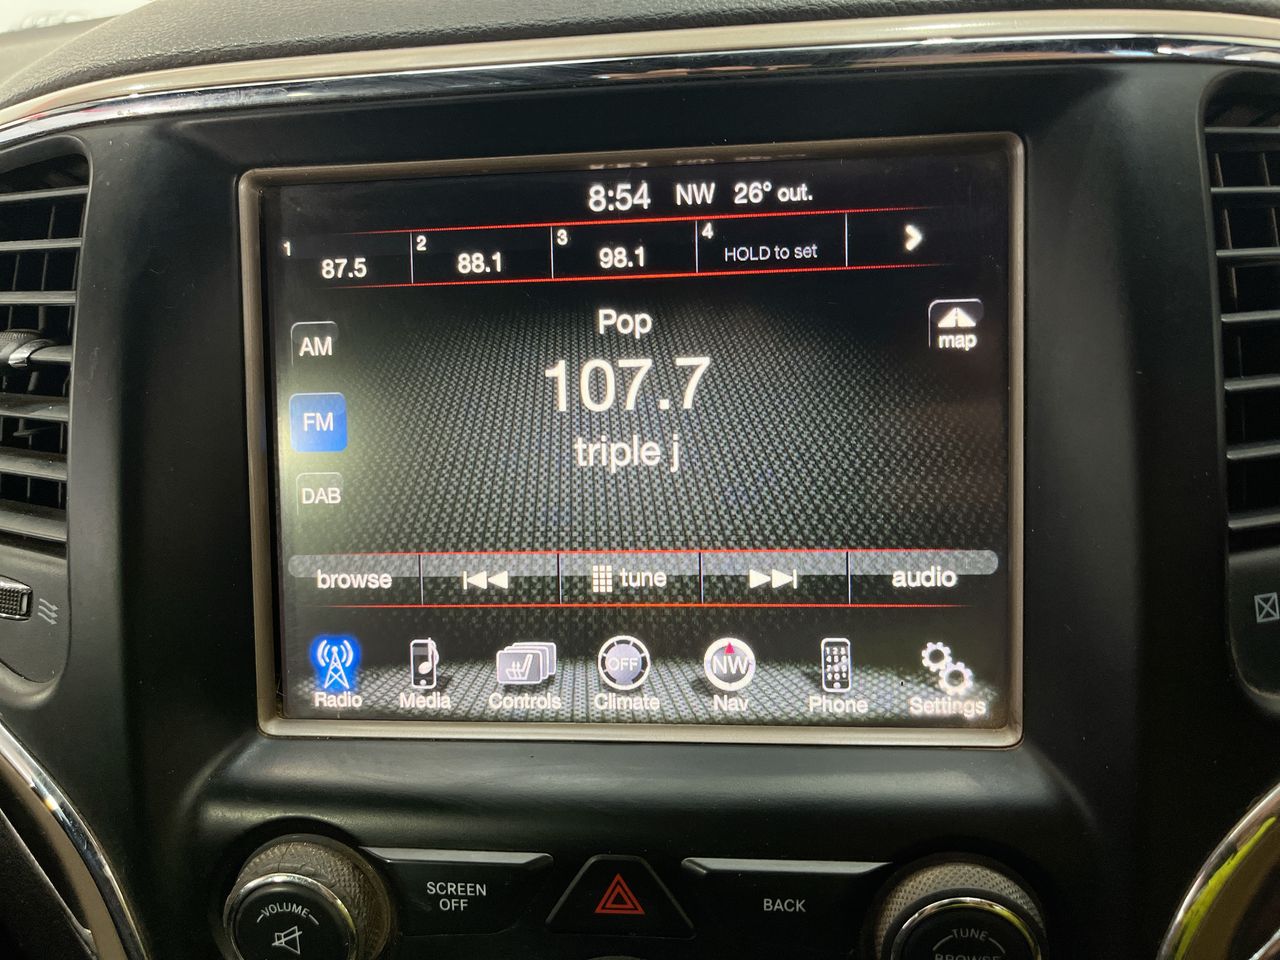 8:54 NW 26° out.
1 87.5 2 88.1 3 98.1 4 HOLD to set
Pop
map
AM
107.7
FM
triple j
DAB
browse tune audio
OFF NW
Radio Media Controls Climate Nav Phone Settings
SCREEN
OFF
BACK
VOLUME
TUNE
BROWSE